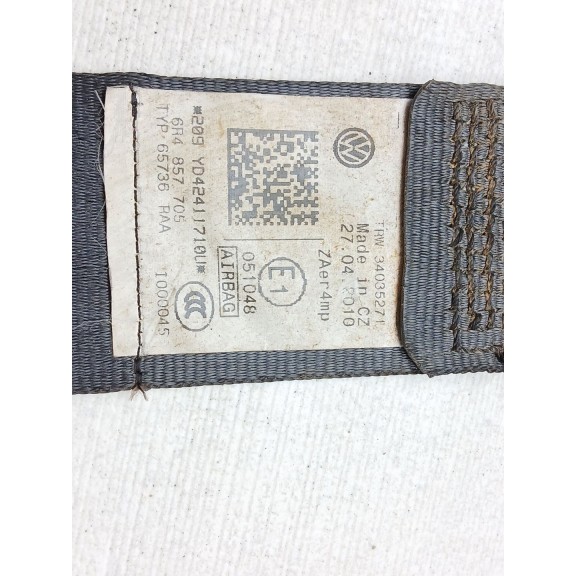 TRW 34035271
Made in CZ
27.04.2010
ZAer4mp
E1
051048
AIRBAG
*209 YD42411710U*
6R4 857 705
TYP-65736 RAA
1000045